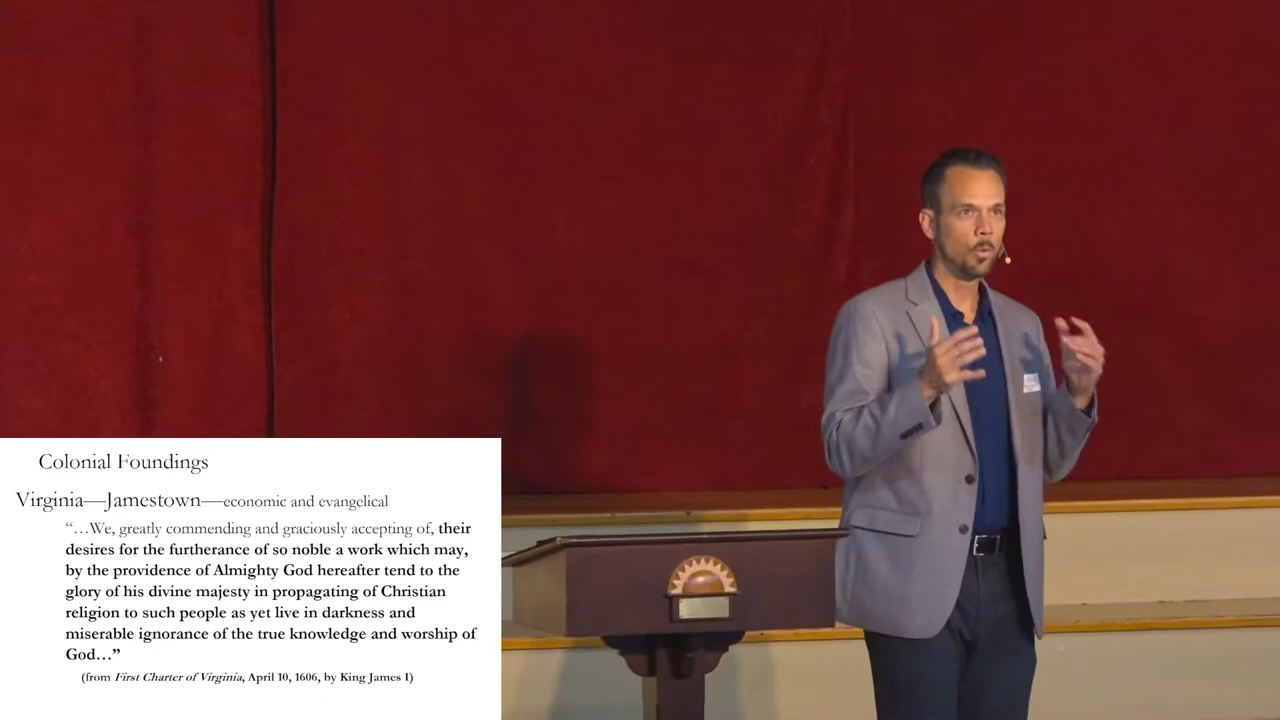 Colonial Foundings
Virginia—Jamestown—economic and evangelical
“…We, greatly commending and graciously accepting of, their
desires for the furtherance of so noble a work which may,
by the providence of Almighty God hereafter tend to the
glory of his divine majesty in propagating of Christian
religion to such people as yet live in darkness and
miserable ignorance of the true knowledge and worship of
God…”
(from First Charter of Virginia, April 10, 1606, by King James I)